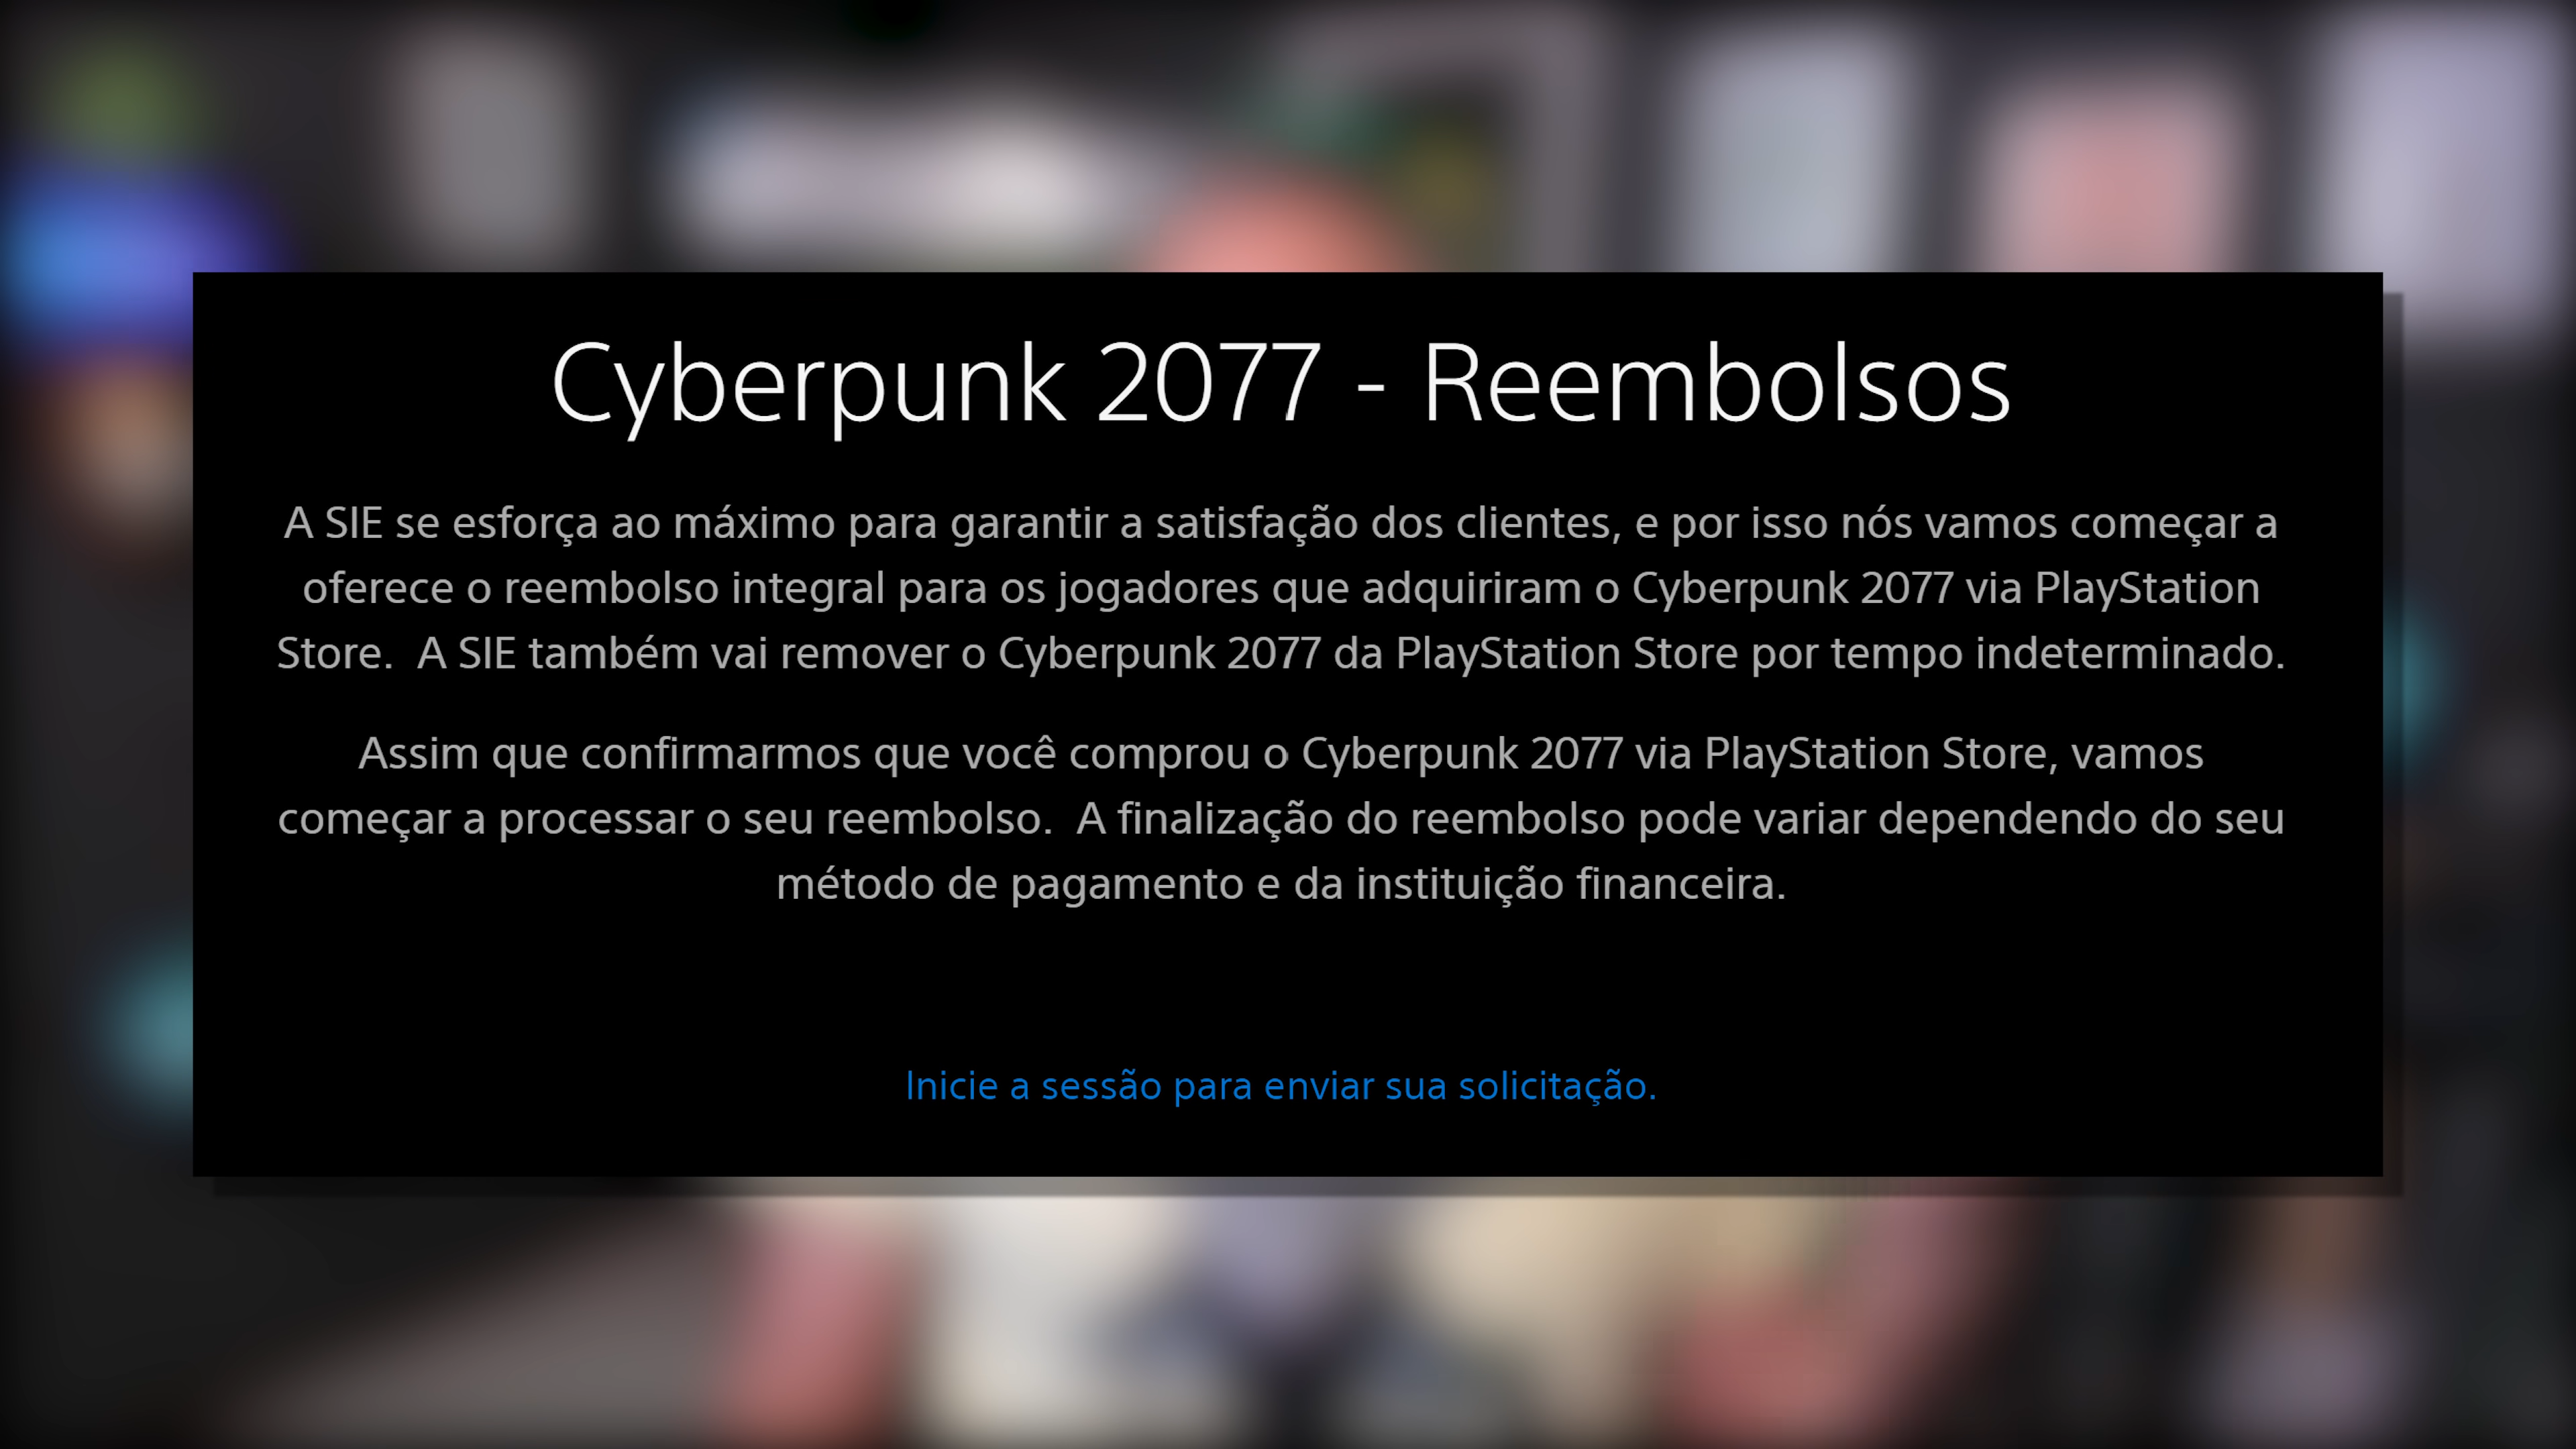 Cyberpunk 2077 - Reembolsos
A SIE se esforça ao máximo para garantir a satisfação dos clientes, e por isso nós vamos começar a
oferece o reembolso integral para os jogadores que adquiriram o Cyberpunk 2077 via PlayStation
Store.  A SIE também vai remover o Cyberpunk 2077 da PlayStation Store por tempo indeterminado.
Assim que confirmarmos que você comprou o Cyberpunk 2077 via PlayStation Store, vamos
começar a processar o seu reembolso.  A finalização do reembolso pode variar dependendo do seu
método de pagamento e da instituição financeira.
Inicie a sessão para enviar sua solicitação.